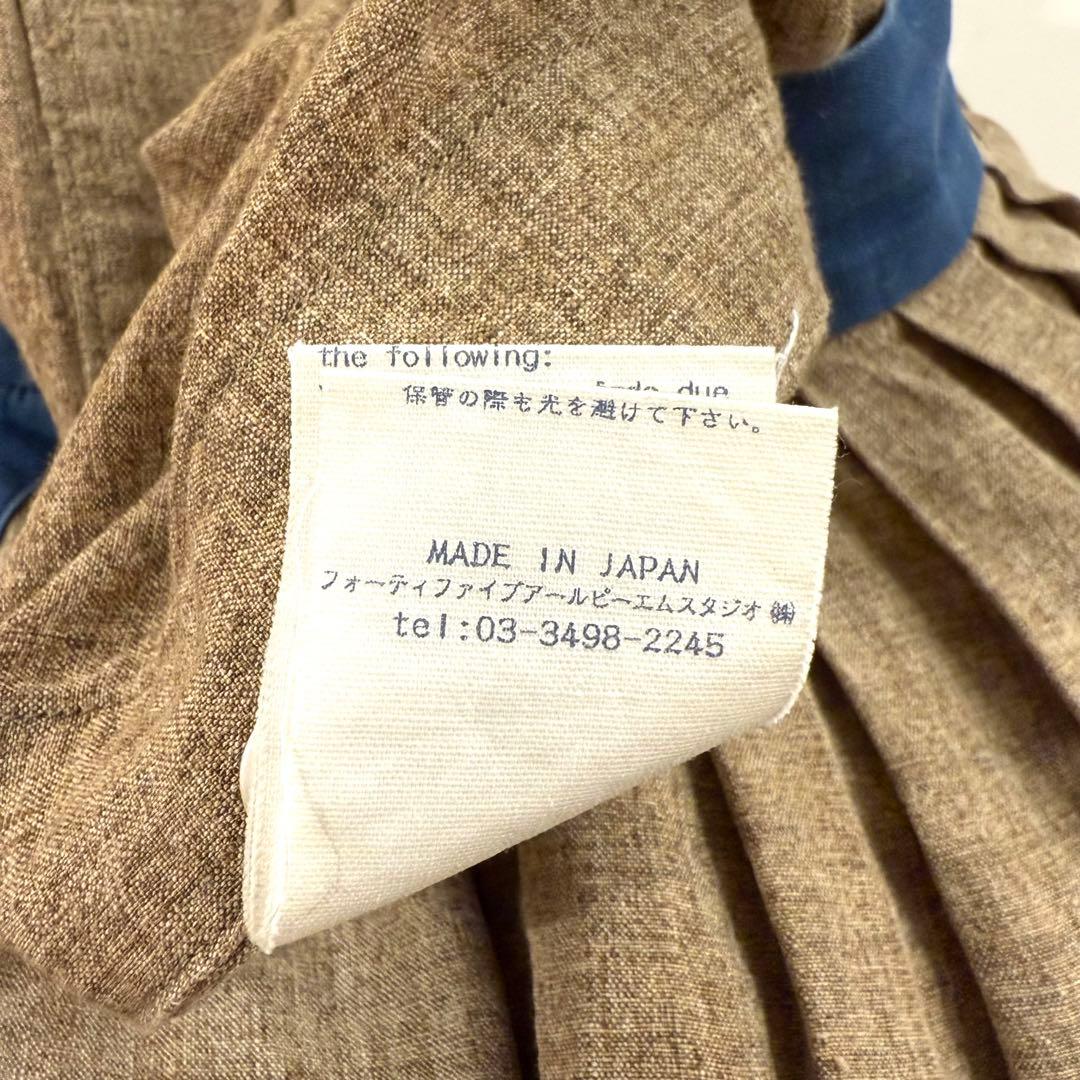 the following:
due
保管の際も光を避けて下さい。
MADE IN JAPAN
フォーティファイブアールピーエムスタジオ㈱
tel:03-3498-2245